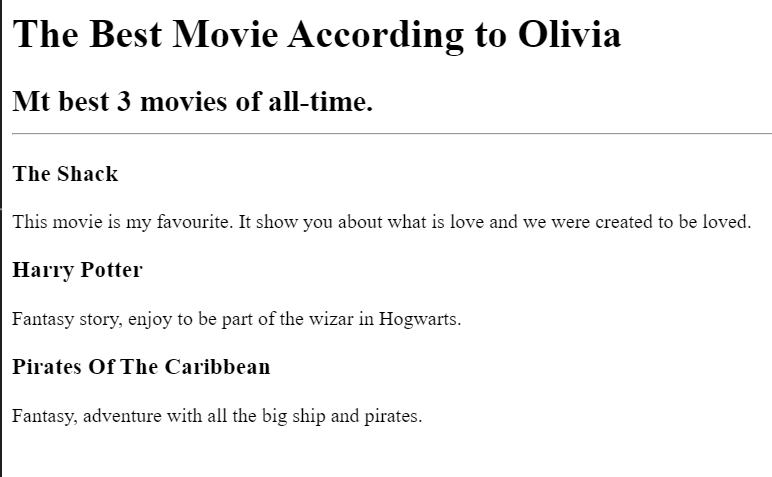 The Best Movie According to Olivia
Mt best 3 movies of all-time.
The Shack
This movie is my favourite. It show you about what is love and we were created to be loved.
Harry Potter
Fantasy story, enjoy to be part of the wizar in Hogwarts.
Pirates Of The Caribbean
Fantasy, adventure with all the big ship and pirates.